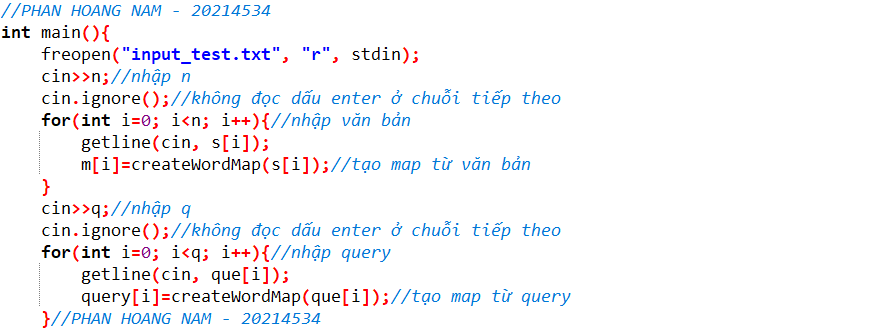 //PHAN HOANG NAM - 20214534
int main(){
    freopen("input_test.txt", "r", stdin);
    cin>>n;//nhập n
    cin.ignore();//không đọc dấu enter ở chuỗi tiếp theo
    for(int i=0; i<n; i++){//nhập văn bản
        getline(cin, s[i]);
        m[i]=createWordMap(s[i]);//tạo map từ văn bản
    }
    cin>>q;//nhập q
    cin.ignore();//không đọc dấu enter ở chuỗi tiếp theo
    for(int i=0; i<q; i++){//nhập query
        getline(cin, que[i]);
        query[i]=createWordMap(que[i]);//tạo map từ query
    }//PHAN HOANG NAM - 20214534